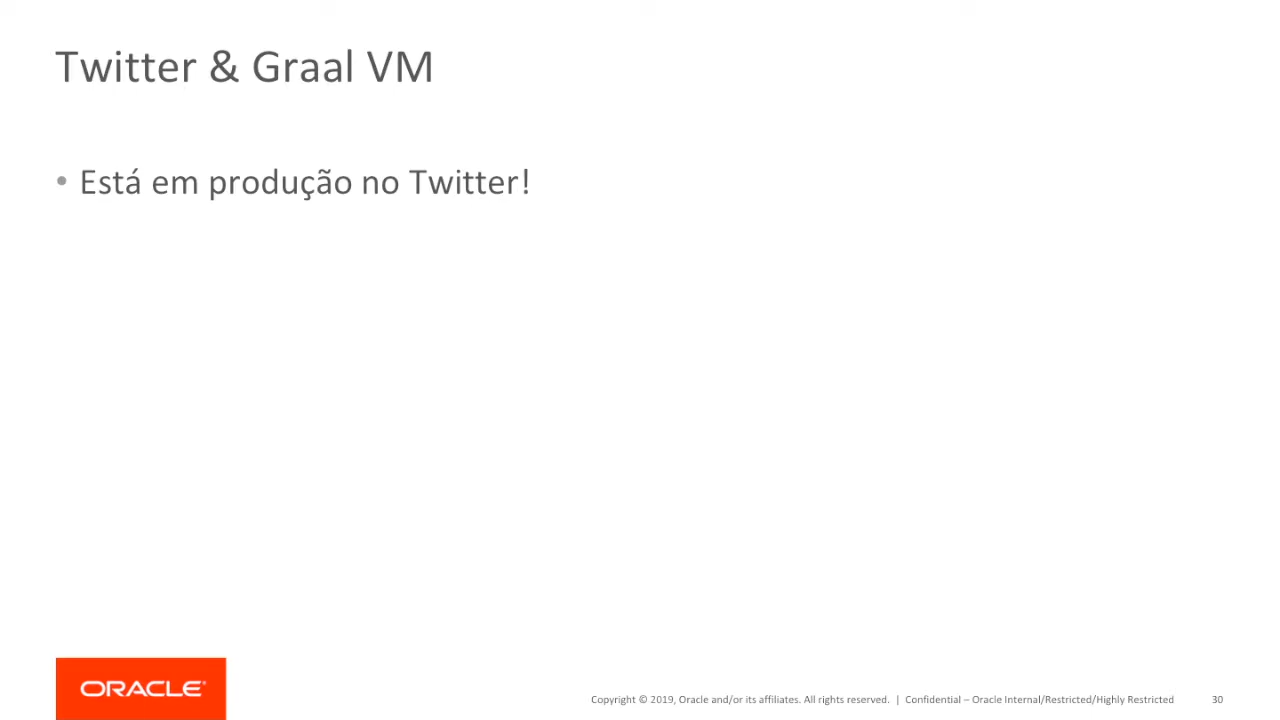 Twitter & Graal VM
• Está em produção no Twitter!
ORACLE®
Copyright © 2019, Oracle and/or its affiliates. All rights reserved. | Confidential – Oracle Internal/Restricted/Highly Restricted 30